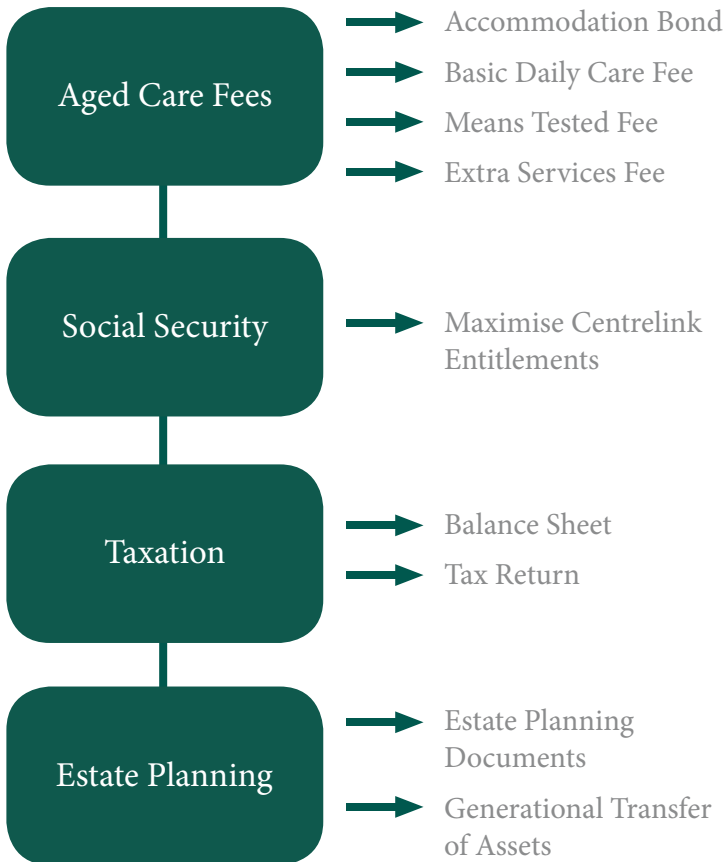 Aged Care Fees
Accommodation Bond
Basic Daily Care Fee
Means Tested Fee
Extra Services Fee
Social Security
Maximise Centrelink
Entitlements
Taxation
Balance Sheet
Tax Return
Estate Planning
Estate Planning
Documents
Generational Transfer
of Assets